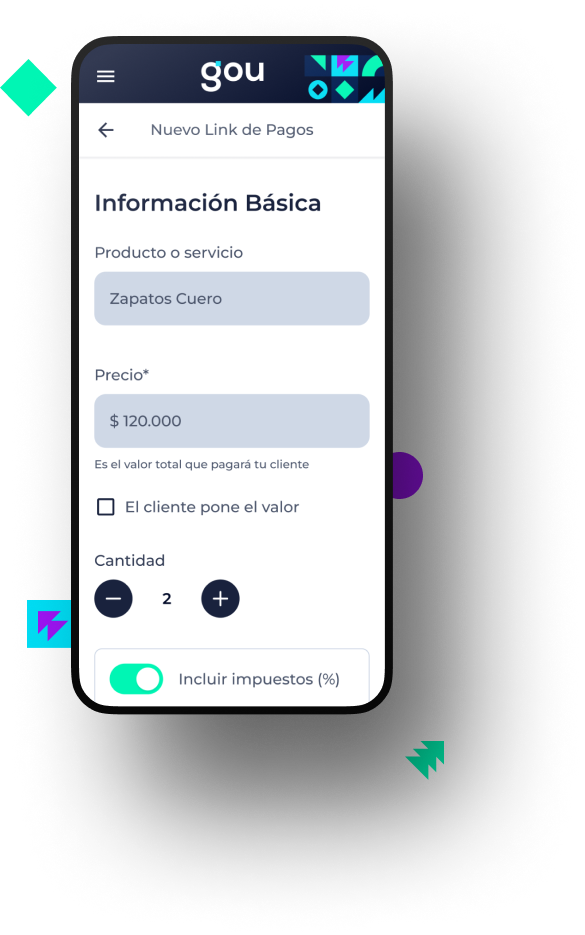 gou
Nuevo Link de Pagos
Información Básica
Producto o servicio
Zapatos Cuero
Precio*
$ 120.000
Es el valor total que pagará tu cliente
El cliente pone el valor
Cantidad
2
Incluir impuestos (%)